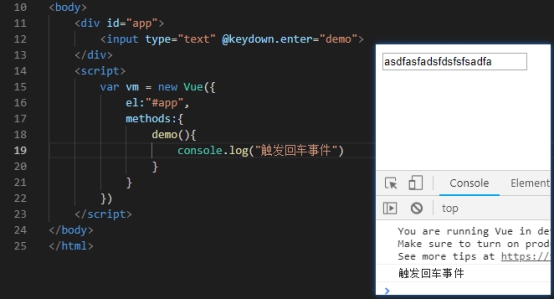 10 <body>
11 <div id="app">
12 <input type="text" @keydown.enter="demo">
13 </div>
14 <script>
15 var vm = new Vue({
16 el:"#app",
17 methods:{
18 demo(){
19 console.log("触发回车事件")
20 }
21 }
22 })
23 </script>
24 </body>
25 </html>
asdfasfadsfdsfsfsadfa
Console Element
top
You are running Vue in de
Make sure to turn on prod
See more tips at https://
触发回车事件